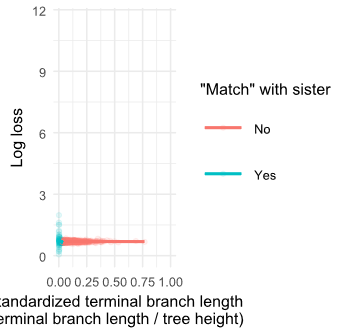 12
9
6
3
0
Log loss
0.00 0.25 0.50 0.75 1.00
tandardized terminal branch length
erminal branch length / tree height)
"Match" with sister
No
Yes